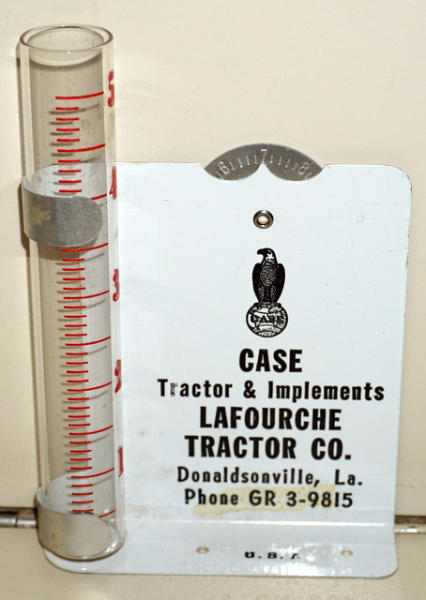 5
4
3
2
1
6 7 8
CASE
CASE
Tractor & Implements
LAFOURCHE
TRACTOR CO.
Donaldsonville, La.
Phone GR 3-9815
U.S.A